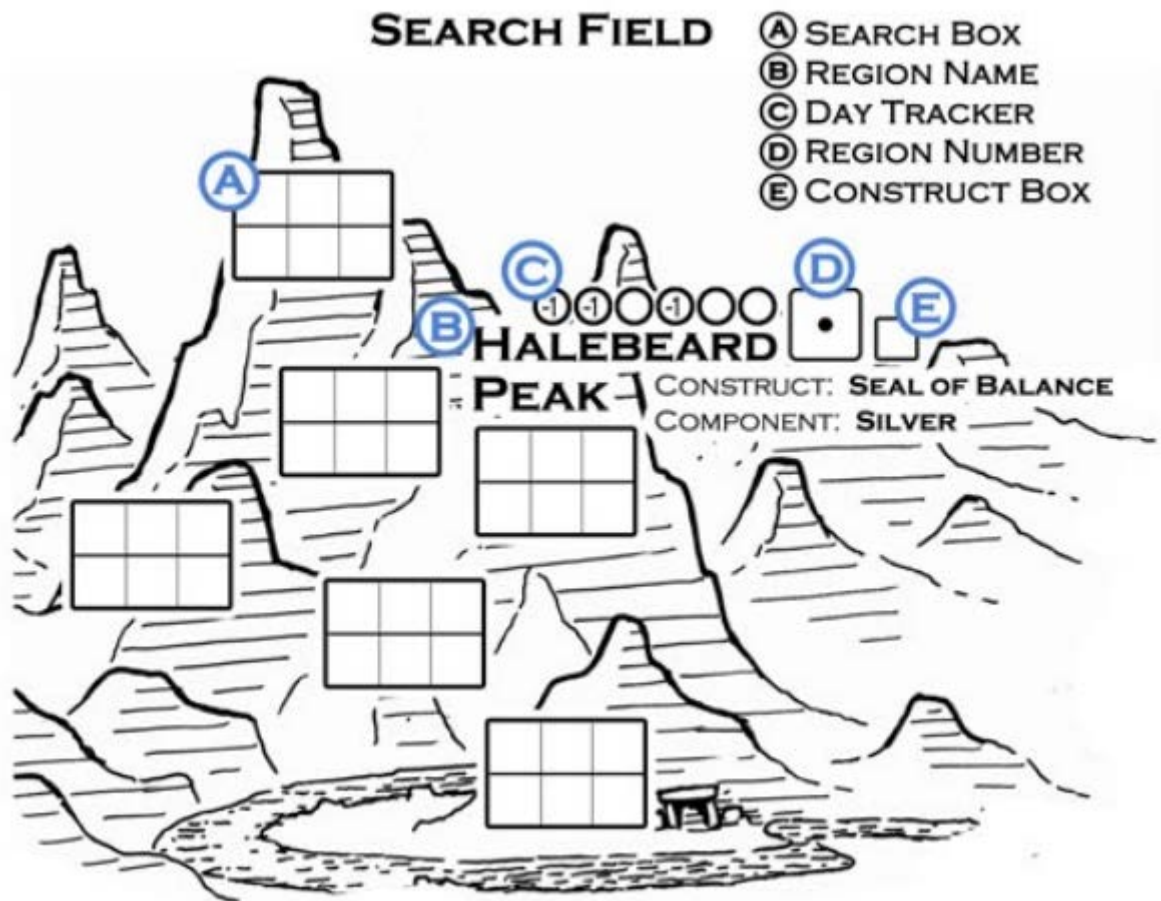 SEARCH FIELD
Ⓐ SEARCH BOX
Ⓑ REGION NAME
Ⓒ DAY TRACKER
Ⓓ REGION NUMBER
Ⓔ CONSTRUCT BOX
A
B
C
D
E
-1 -1 -1
HALEBEARD
PEAK
CONSTRUCT: SEAL OF BALANCE
COMPONENT: SILVER